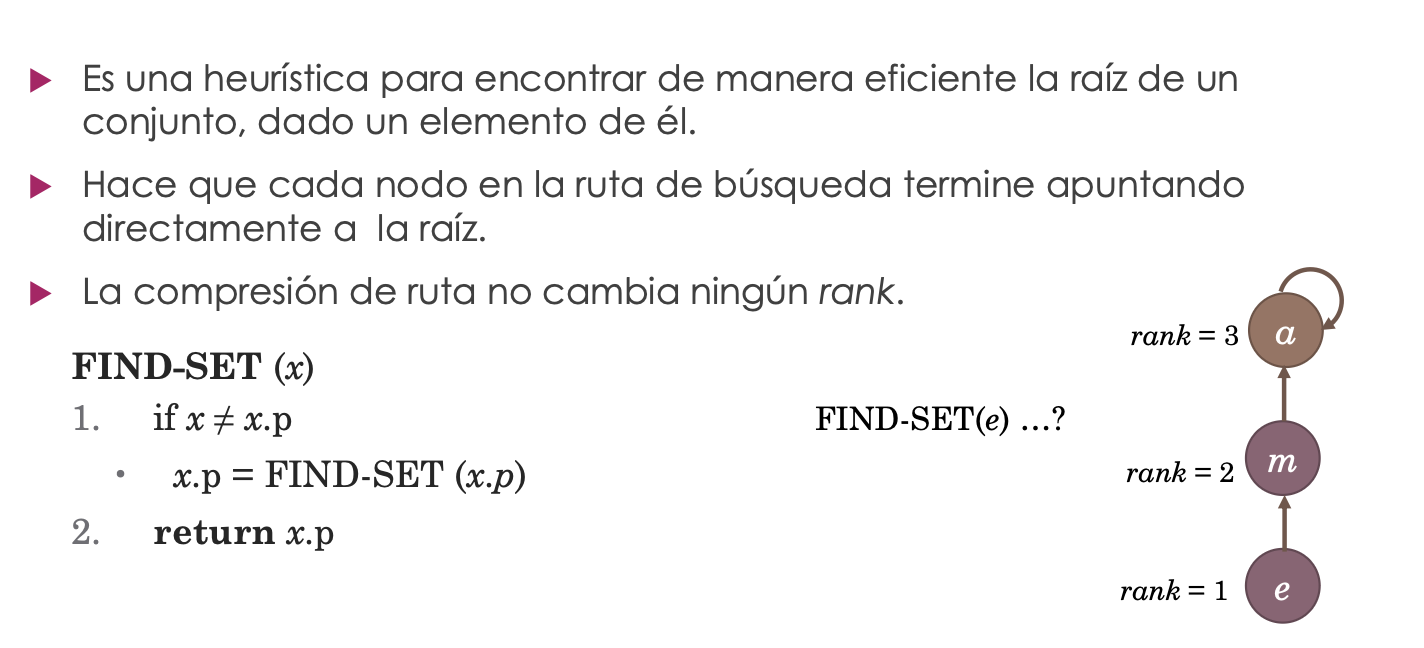 Es una heurística para encontrar de manera eficiente la raíz de un
conjunto, dado un elemento de él.
Hace que cada nodo en la ruta de búsqueda termine apuntando
directamente a la raíz.
La compresión de ruta no cambia ningún rank.
FIND-SET (x)
1. if x ≠ x.p
• x.p = FIND-SET (x.p)
2. return x.p
FIND-SET(e) ...?
rank = 3 a
rank = 2 m
rank = 1 e